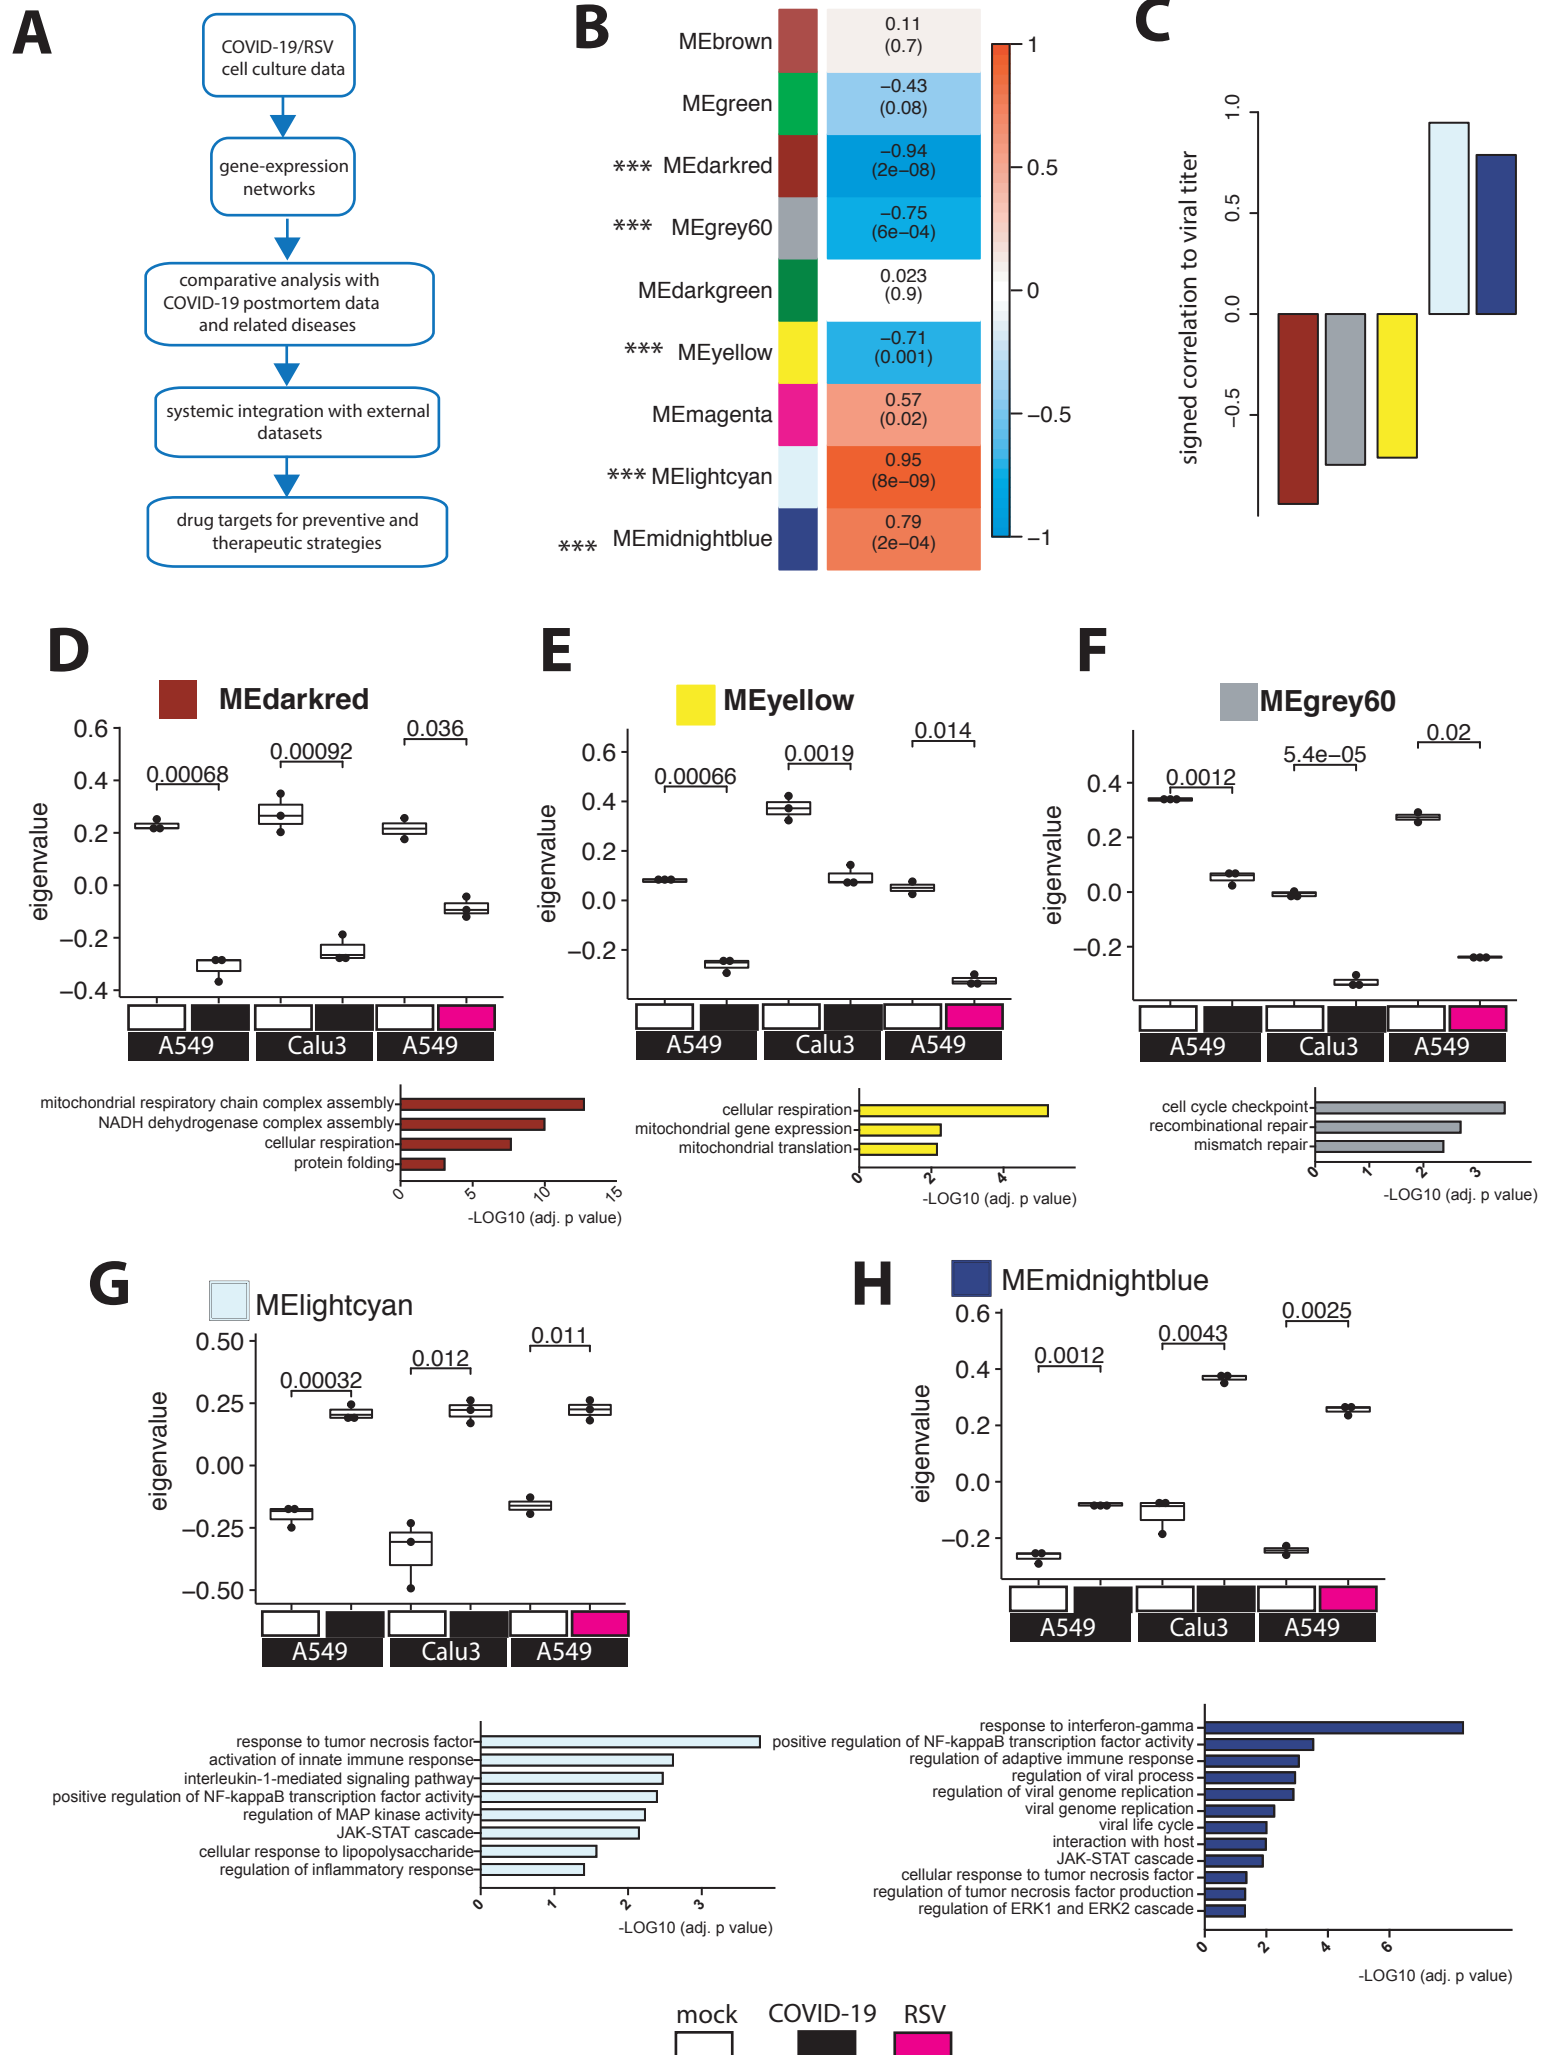 A
COVID-19/RSV
cell culture data
gene-expression
networks
comparative analysis with
COVID-19 postmortem data
and related diseases
systemic integration with external
datasets
drug targets for preventive and
therapeutic strategies
B
MEbrown
0.11
(0.7)
MEgreen
−0.43
(0.08)
*** MEdarkred
−0.94
(2e−08)
*** MEgrey60
−0.75
(6e−04)
MEdarkgreen
0.023
(0.9)
*** MEyellow
−0.71
(0.001)
MEmagenta
0.57
(0.02)
*** MElightcyan
0.95
(8e−09)
*** MEmidnightblue
0.79
(2e−04)
1
0.5
0
−0.5
−1
C
signed correlation to viral titer
1.0
0.5
0.0
−0.5
D
MEdarkred
eigenvalue
0.6
0.4
0.2
0.0
−0.2
−0.4
0.00068
0.00092
0.036
A549
Calu3
A549
mitochondrial respiratory chain complex assembly
NADH dehydrogenase complex assembly
cellular respiration
protein folding
0
5
10
15
-LOG10 (adj. p value)
E
MEyellow
eigenvalue
0.6
0.4
0.2
0.0
−0.2
0.00066
0.0019
0.014
A549
Calu3
A549
cellular respiration
mitochondrial gene expression
mitochondrial translation
0
2
4
-LOG10 (adj. p value)
F
MEgrey60
eigenvalue
0.4
0.2
0.0
−0.2
0.0012
5.4e−05
0.02
A549
Calu3
A549
cell cycle checkpoint
recombinational repair
mismatch repair
0
1
2
3
-LOG10 (adj. p value)
G
MElightcyan
eigenvalue
0.50
0.25
0.00
−0.25
−0.50
0.00032
0.012
0.011
A549
Calu3
A549
response to tumor necrosis factor
activation of innate immune response
interleukin-1-mediated signaling pathway
positive regulation of NF-kappaB transcription factor activity
regulation of MAP kinase activity
JAK-STAT cascade
cellular response to lipopolysaccharide
regulation of inflammatory response
0
1
2
3
-LOG10 (adj. p value)
H
MEmidnightblue
eigenvalue
0.6
0.4
0.2
0.0
−0.2
0.0012
0.0043
0.0025
A549
Calu3
A549
response to interferon-gamma
positive regulation of NF-kappaB transcription factor activity
regulation of adaptive immune response
regulation of viral process
regulation of viral genome replication
viral genome replication
viral life cycle
interaction with host
JAK-STAT cascade
cellular response to tumor necrosis factor
regulation of tumor necrosis factor production
regulation of ERK1 and ERK2 cascade
0
2
4
6
-LOG10 (adj. p value)
mock
COVID-19
RSV